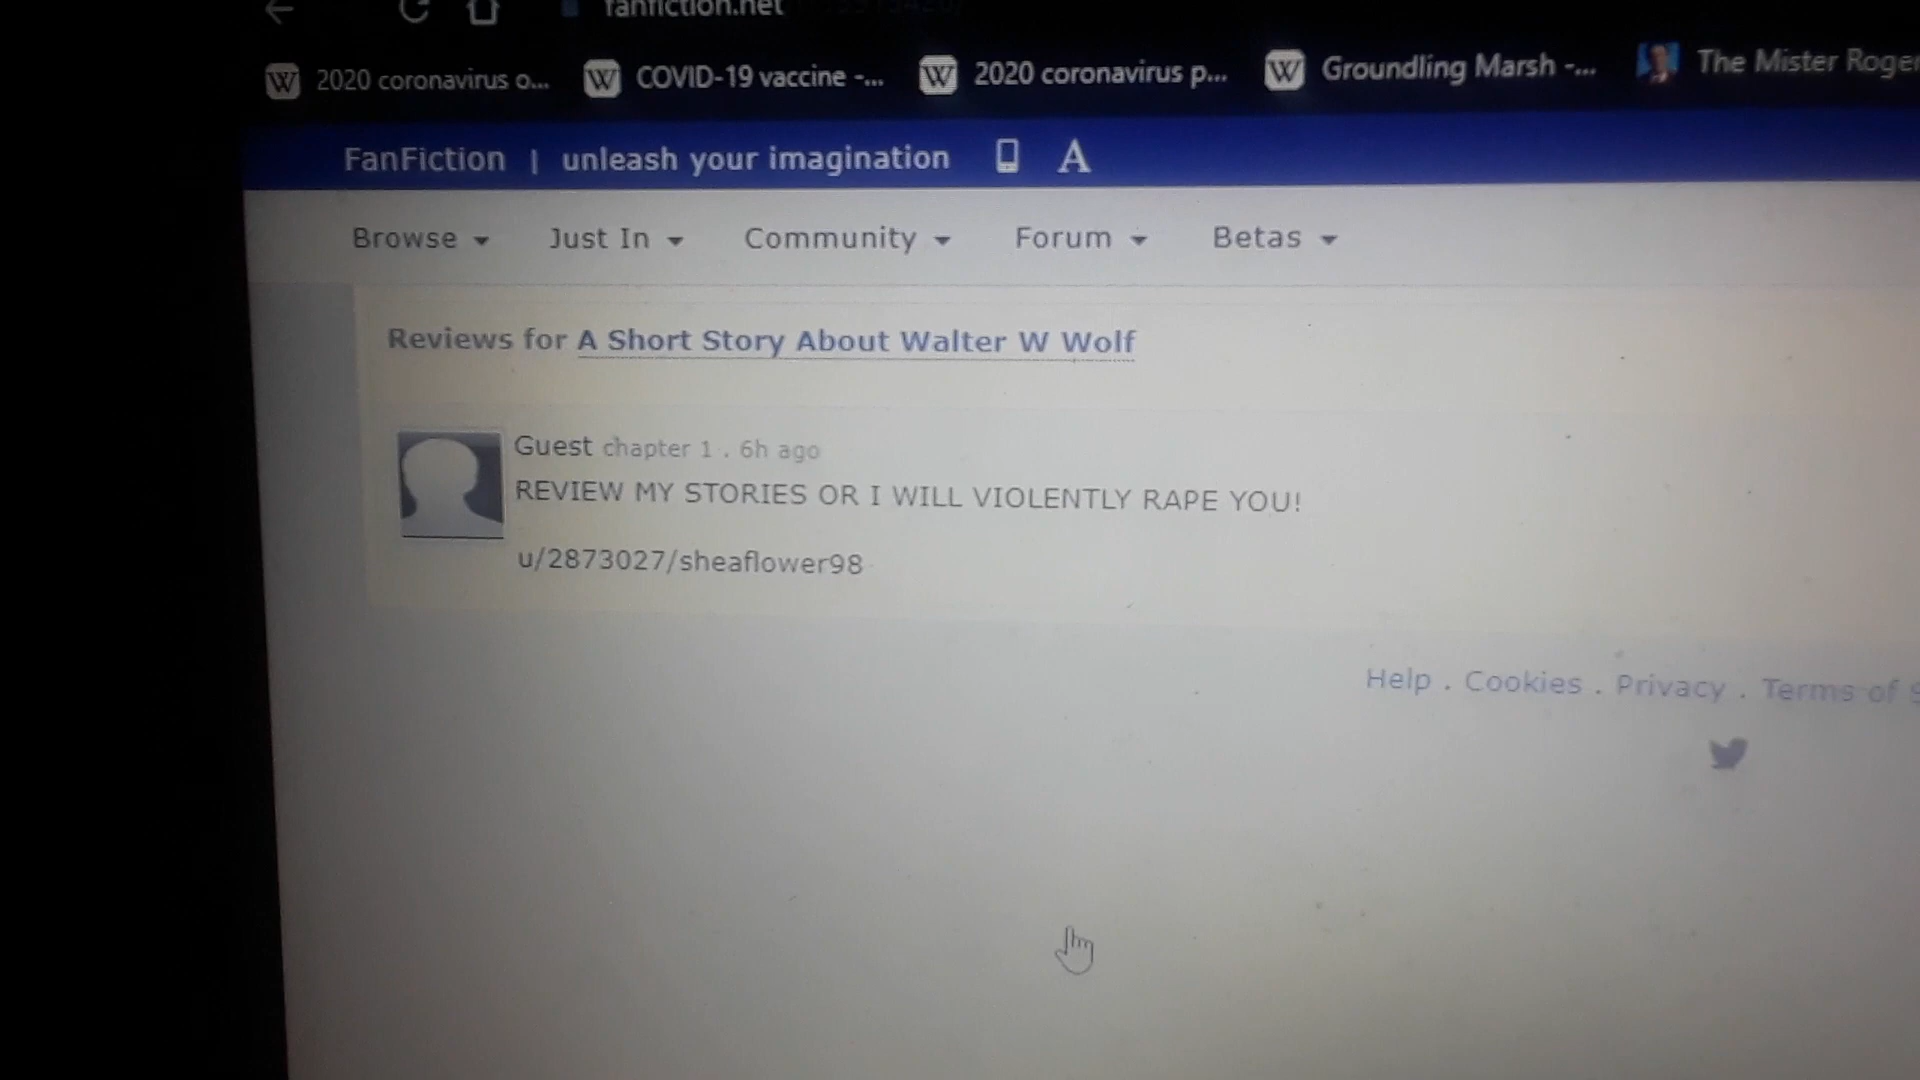 fanfiction.net
2020 coronavirus o... COVID-19 vaccine -... 2020 coronavirus p... Groundling Marsh -... The Mister Roger
FanFiction | unleash your imagination A
Browse Just In Community Forum Betas
Reviews for A Short Story About Walter W Wolf
Guest chapter 1 . 6h ago
REVIEW MY STORIES OR I WILL VIOLENTLY RAPE YOU!
u/2873027/sheaflower98
Help . Cookies . Privacy . Terms of S